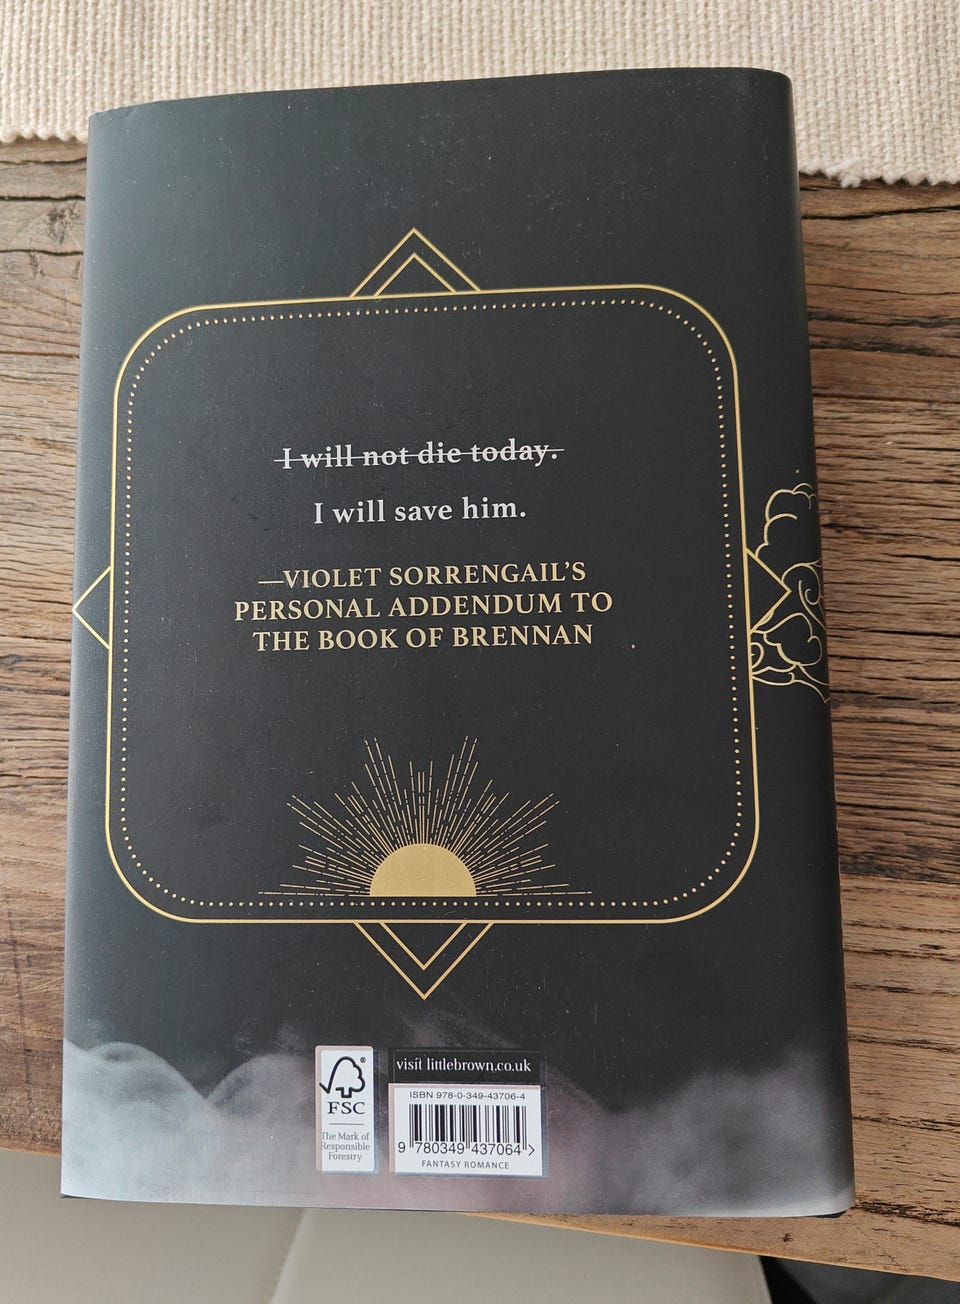 I will not die today.
I will save him.
—VIOLET SORRENGAIL'S
PERSONAL ADDENDUM TO
THE BOOK OF BRENNAN
FSC®
The Mark of
Responsible
Forestry
visit littlebrown.co.uk
ISBN 978-0-349-43706-4
9 780349 437064 >
FANTASY ROMANCE